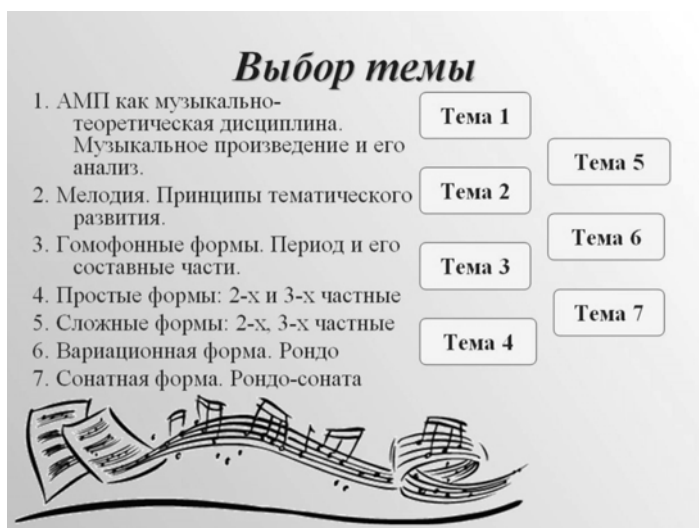 Выбор темы
1. АМП как музыкально-
теоретическая дисциплина.
Музыкальное произведение и его
анализ.
2. Мелодия. Принципы тематического
развития.
3. Гомофонные формы. Период и его
составные части.
4. Простые формы: 2-х и 3-х частные
5. Сложные формы: 2-х, 3-х частные
6. Вариационная форма. Рондо
7. Сонатная форма. Рондо-соната
Тема 1
Тема 2
Тема 3
Тема 4
Тема 5
Тема 6
Тема 7